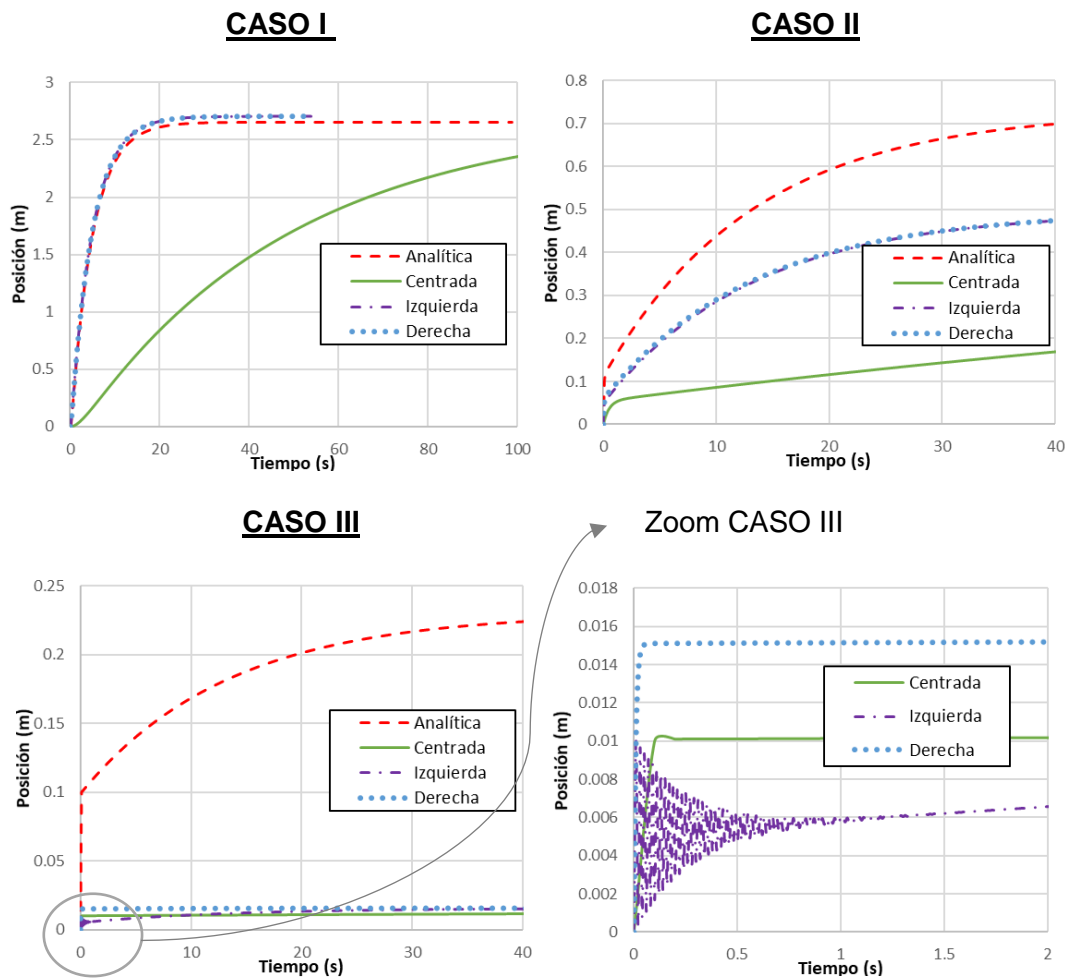 CASO I
CASO II
Posición (m)
3
2.5
2
1.5
1
0.5
0
0
20
40
60
80
100
Tiempo (s)
Analítica
Centrada
Izquierda
Derecha
Posición (m)
0.8
0.7
0.6
0.5
0.4
0.3
0.2
0.1
0
0
10
20
30
40
Tiempo (s)
Analítica
Centrada
Izquierda
Derecha
CASO III
Zoom CASO III
Posición (m)
0.25
0.2
0.15
0.1
0.05
0
0
10
20
30
40
Tiempo (s)
Analítica
Centrada
Izquierda
Derecha
Posición (m)
0.018
0.016
0.014
0.012
0.01
0.008
0.006
0.004
0.002
0
0
0.5
1
1.5
2
Tiempo (s)
Centrada
Izquierda
Derecha